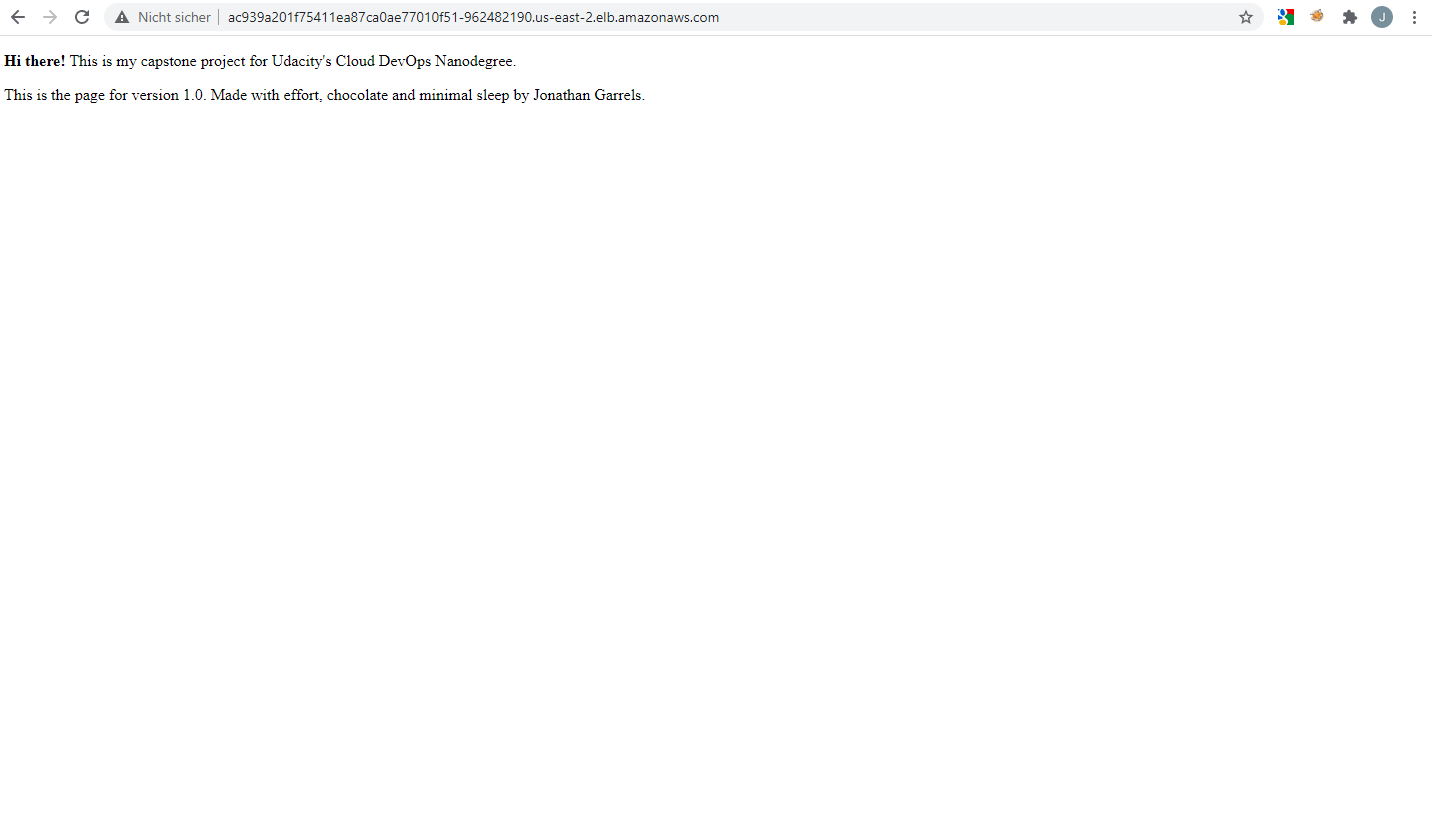 Nicht sicher ac939a201f75411ea87ca0ae77010f51-962482190.us-east-2.elb.amazonaws.com J
Hi there! This is my capstone project for Udacity's Cloud DevOps Nanodegree.
This is the page for version 1.0. Made with effort, chocolate and minimal sleep by Jonathan Garrels.